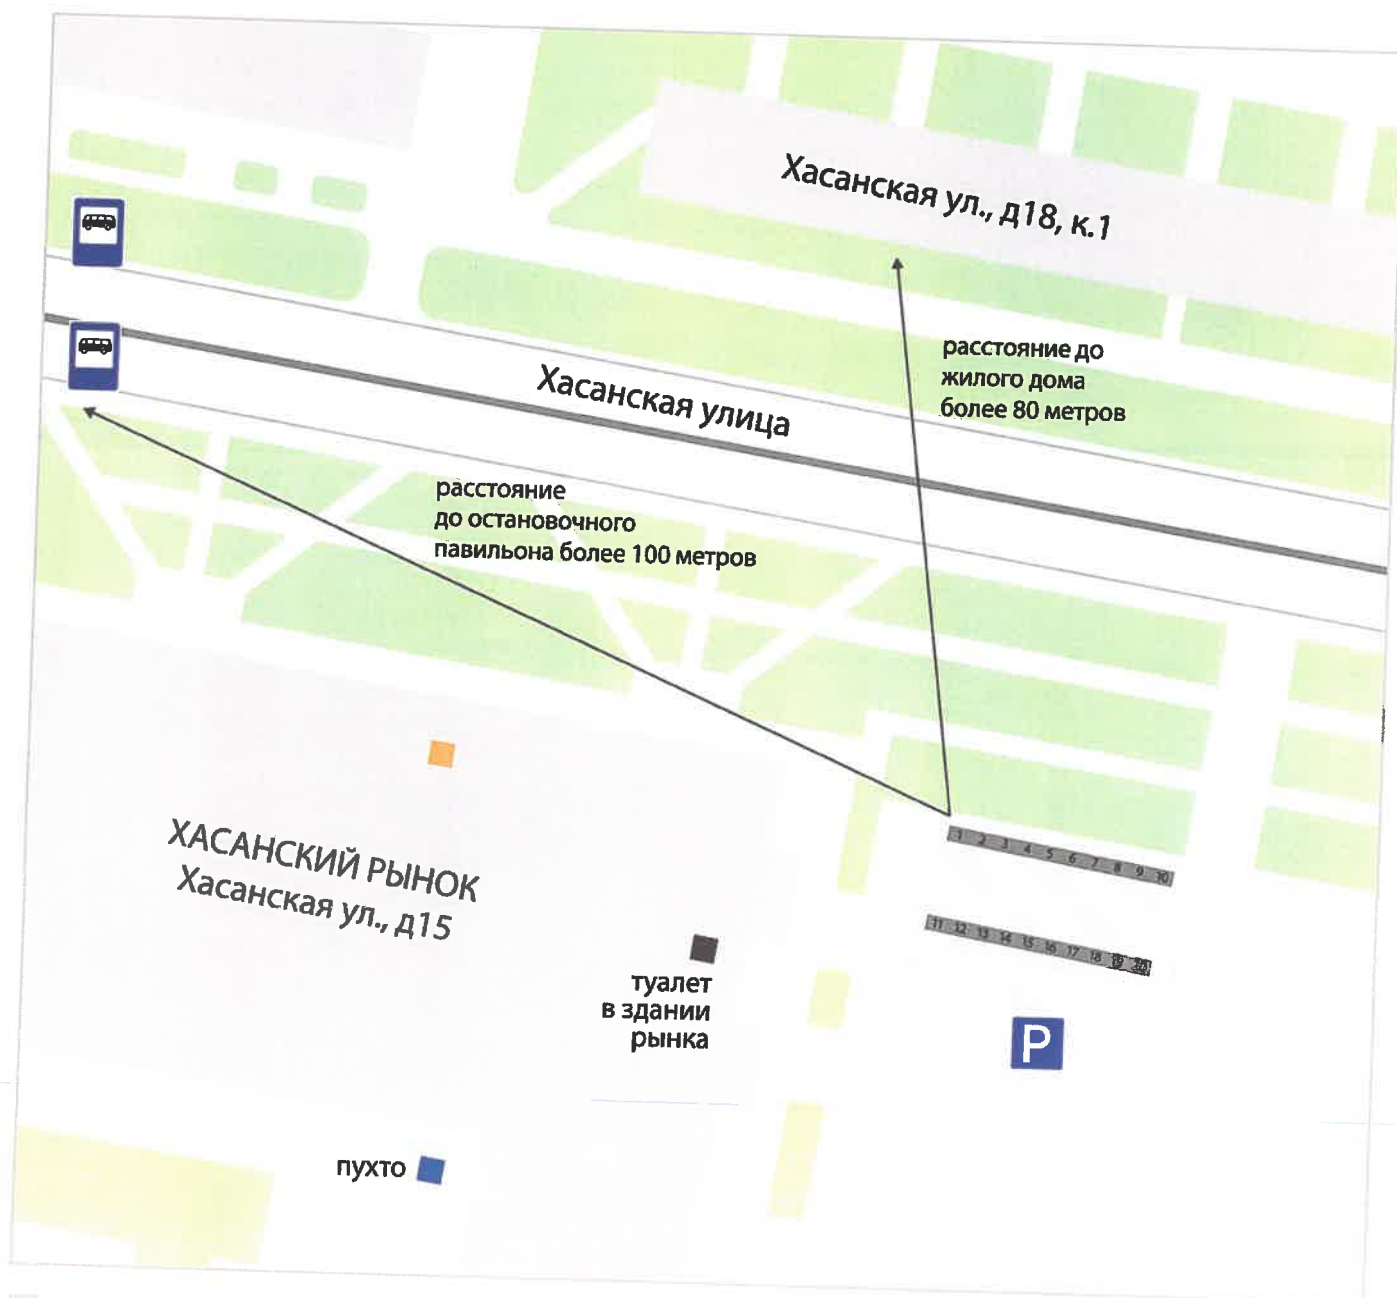 Хасанская ул., д18, к.1
расстояние до
жилого дома
более 80 метров
Хасанская улица
расстояние
до остановочного
павильона более 100 метров
ХАСАНСКИЙ РЫНОК
Хасанская ул., д15
1 2 3 4 5 6 7 8 9 10
11 12 13 14 15 16 17 18 19 20
туалет
в здании
рынка
P
пухто